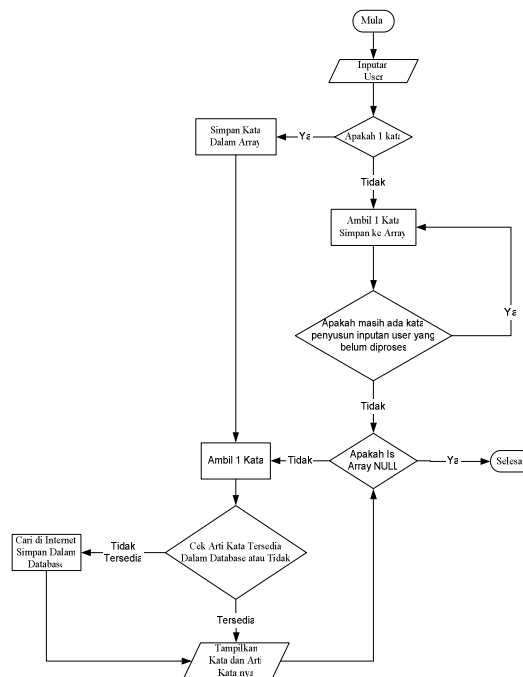 Mula
Inputar
User
Apakah 1 kata
Ya
Simpan Kata
Dalam Array
Tidak
Ambil 1 Kata
Simpan ke Array
Apakah masih ada kata
penyusun inputan user yang
belum diproses
Ya
Tidak
Apakah Is
Array NULL
Ya
Selesa
Tidak
Ambil 1 Kata
Cek Arti Kata Tersedia
Dalam Database atau Tidak
Tidak
Tersedia
Cari di Internet
Simpan Dalam
Database
Tersedia
Tampilkan
Kata dan Arti
Kata nya